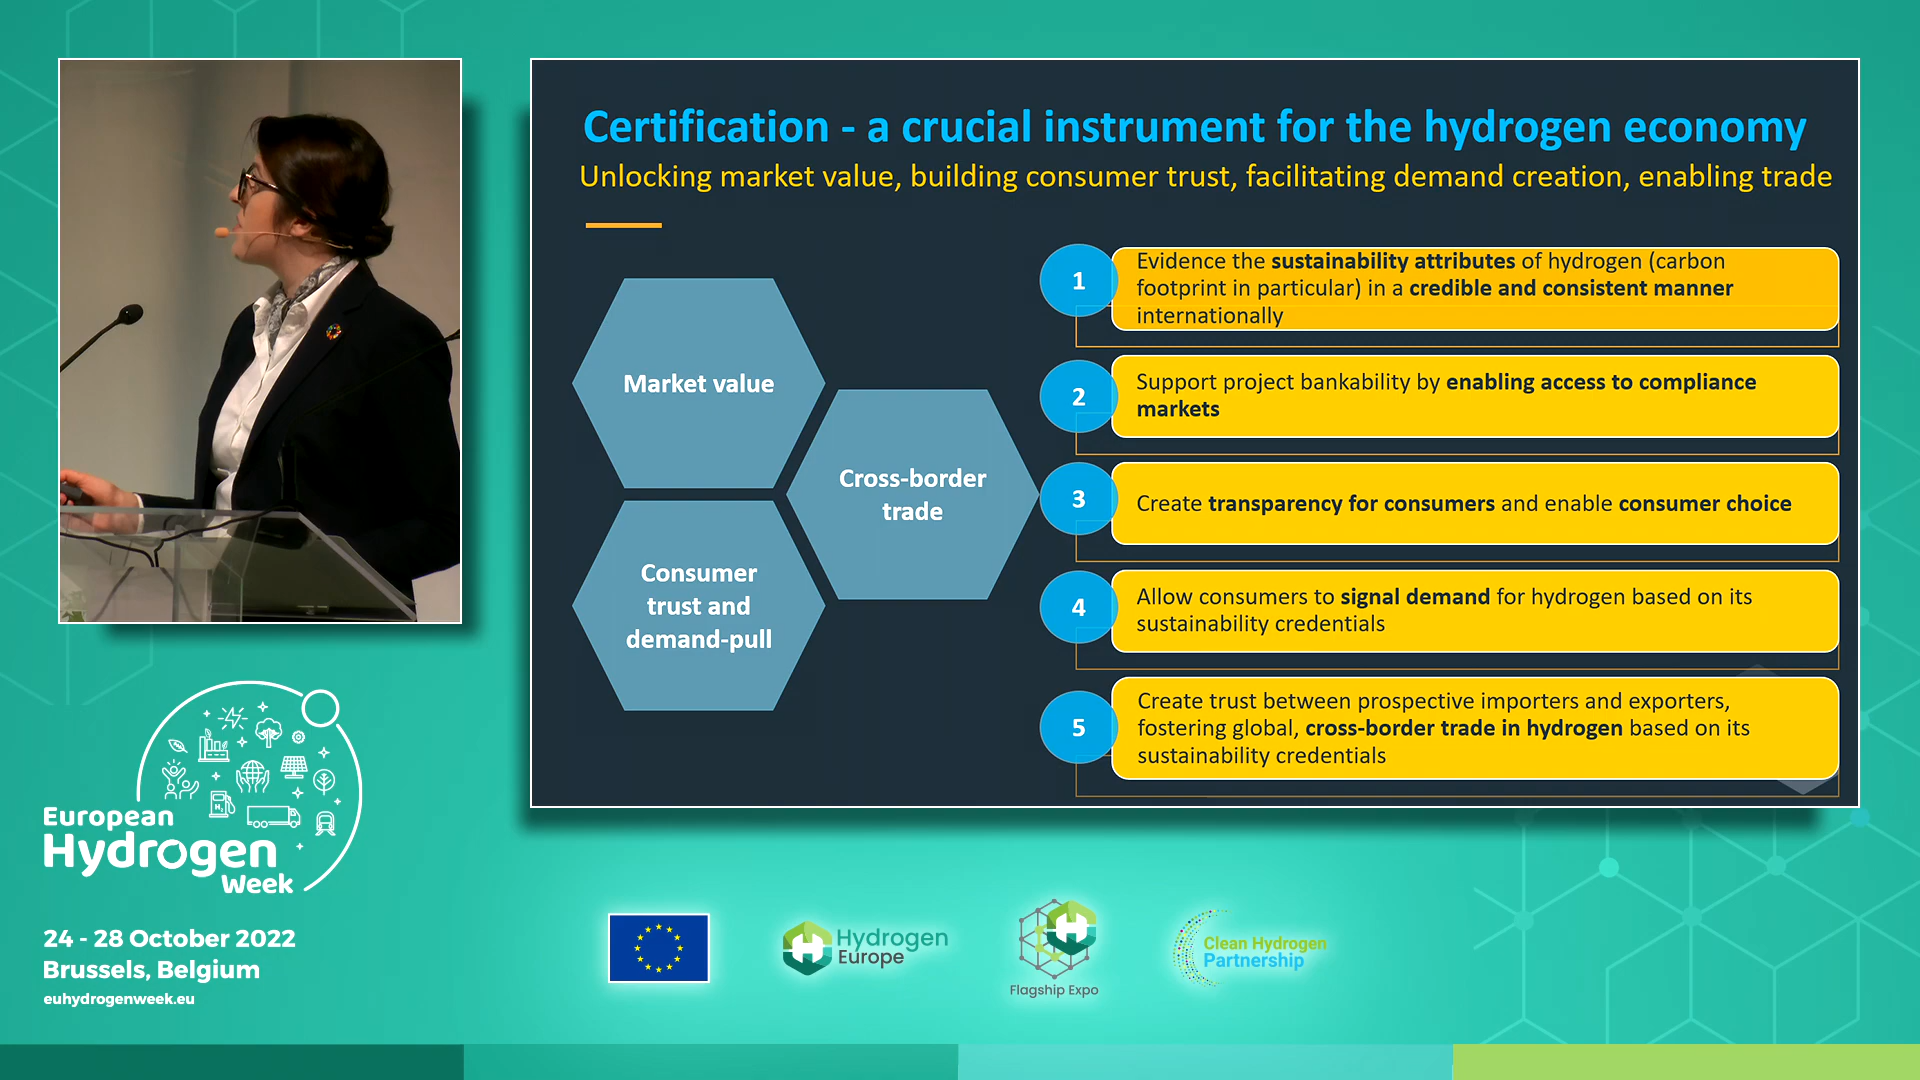 Certification - a crucial instrument for the hydrogen economy
Unlocking market value, building consumer trust, facilitating demand creation, enabling trade
Market value
Cross-border
trade
Consumer
trust and
demand-pull
1
Evidence the sustainability attributes of hydrogen (carbon
footprint in particular) in a credible and consistent manner
internationally
2
Support project bankability by enabling access to compliance
markets
3
Create transparency for consumers and enable consumer choice
4
Allow consumers to signal demand for hydrogen based on its
sustainability credentials
5
Create trust between prospective importers and exporters,
fostering global, cross-border trade in hydrogen based on its
sustainability credentials
H₂
European
Hydrogen
Week
24 - 28 October 2022
Brussels, Belgium
euhydrogenweek.eu
Hydrogen
Europe
Flagship Expo
Clean Hydrogen
Partnership